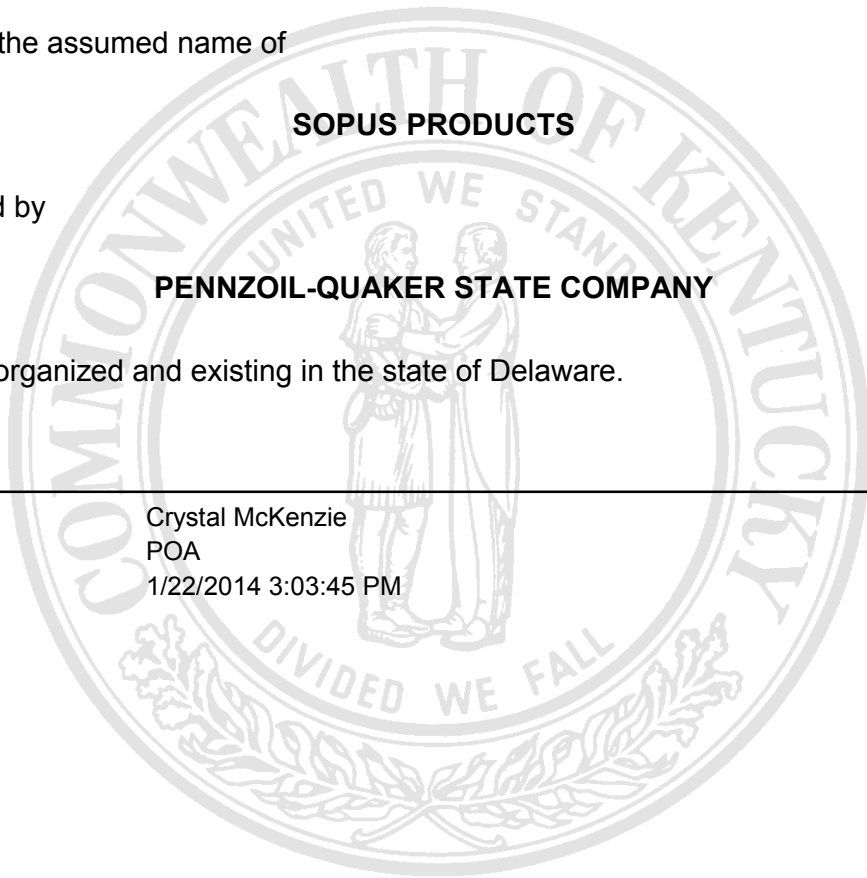 the assumed name of
SOPUS PRODUCTS
d by
PENNZOIL-QUAKER STATE COMPANY
organized and existing in the state of Delaware.
Crystal McKenzie
POA
1/22/2014 3:03:45 PM
COMMONWEALTH OF KENTUCKY
UNITED WE STAND
DIVIDED WE FALL